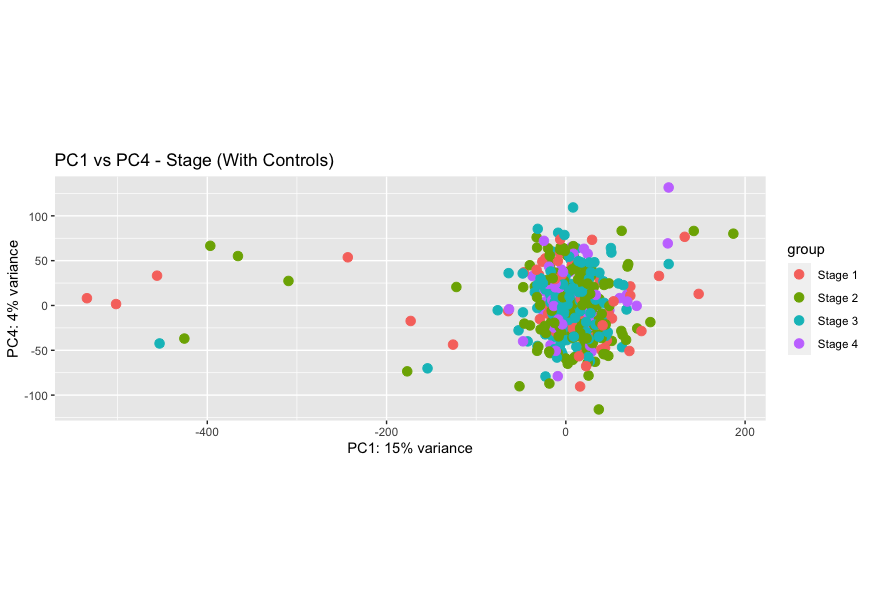 PC1 vs PC4 - Stage (With Controls)
PC4: 4% variance
100
50
0
-50
-100
-400
-200
0
200
PC1: 15% variance
group
Stage 1
Stage 2
Stage 3
Stage 4